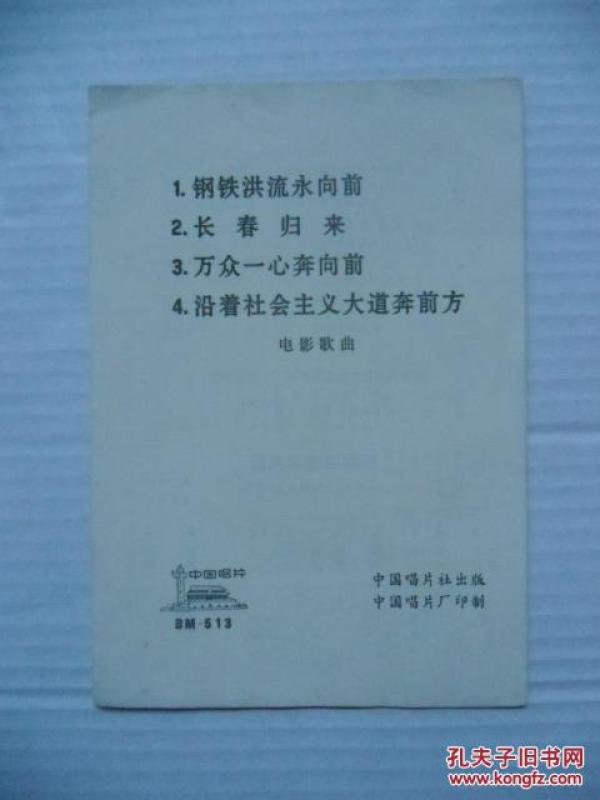 1. 钢铁洪流永向前
2. 长春归来
3. 万众一心奔向前
4. 沿着社会主义大道奔前方
电影歌曲
中国唱片
BM-513
中国唱片社出版
中国唱片厂印制
孔夫子旧书网
www.kongfz.com